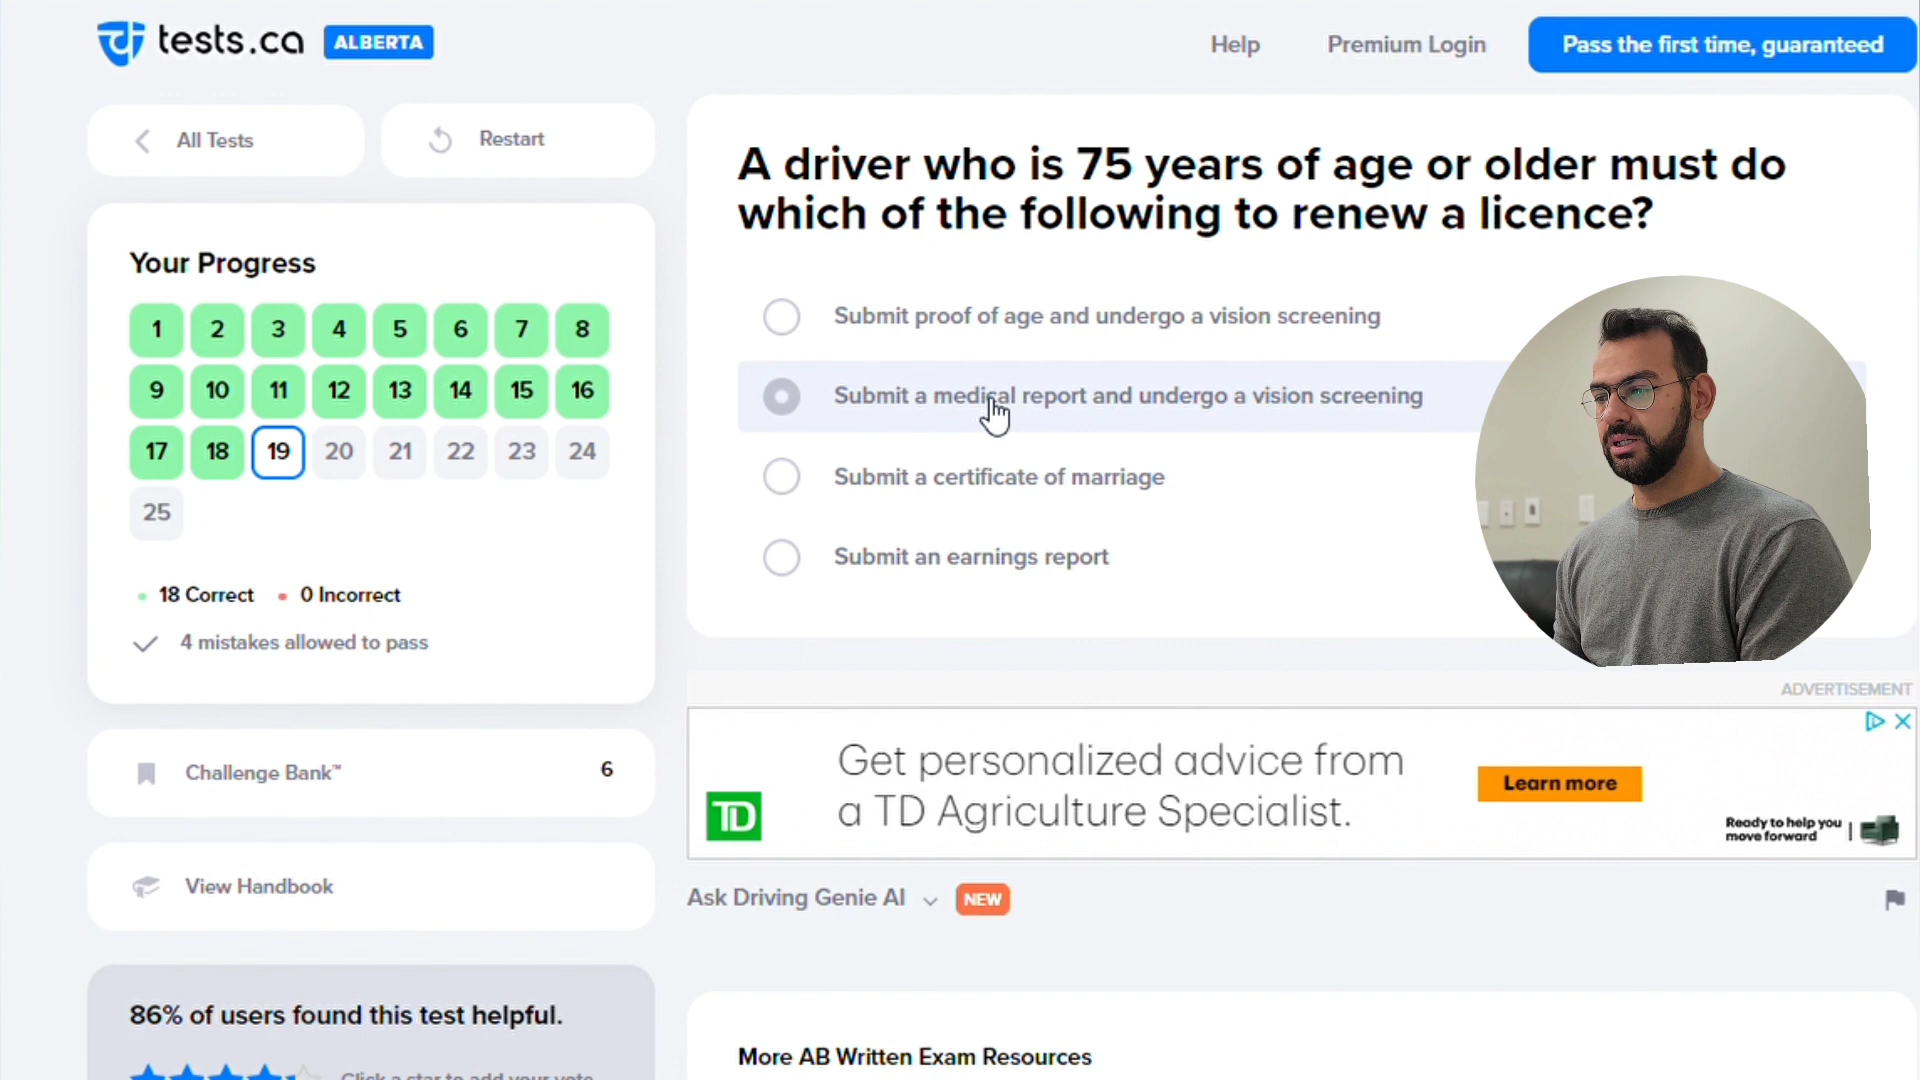 tests.ca ALBERTA
Help
Premium Login
Pass the first time, guaranteed
All Tests
Restart
Your Progress
1 2 3 4 5 6 7 8
9 10 11 12 13 14 15 16
17 18 19 20 21 22 23 24
25
18 Correct 0 Incorrect
4 mistakes allowed to pass
Challenge Bank™ 6
View Handbook
86% of users found this test helpful.
Click a star to add your vote
A driver who is 75 years of age or older must do
which of the following to renew a licence?
Submit proof of age and undergo a vision screening
Submit a medical report and undergo a vision screening
Submit a certificate of marriage
Submit an earnings report
ADVERTISEMENT
TD
Get personalized advice from
a TD Agriculture Specialist.
Learn more
Ready to help you
move forward
Ask Driving Genie AI NEW
More AB Written Exam Resources